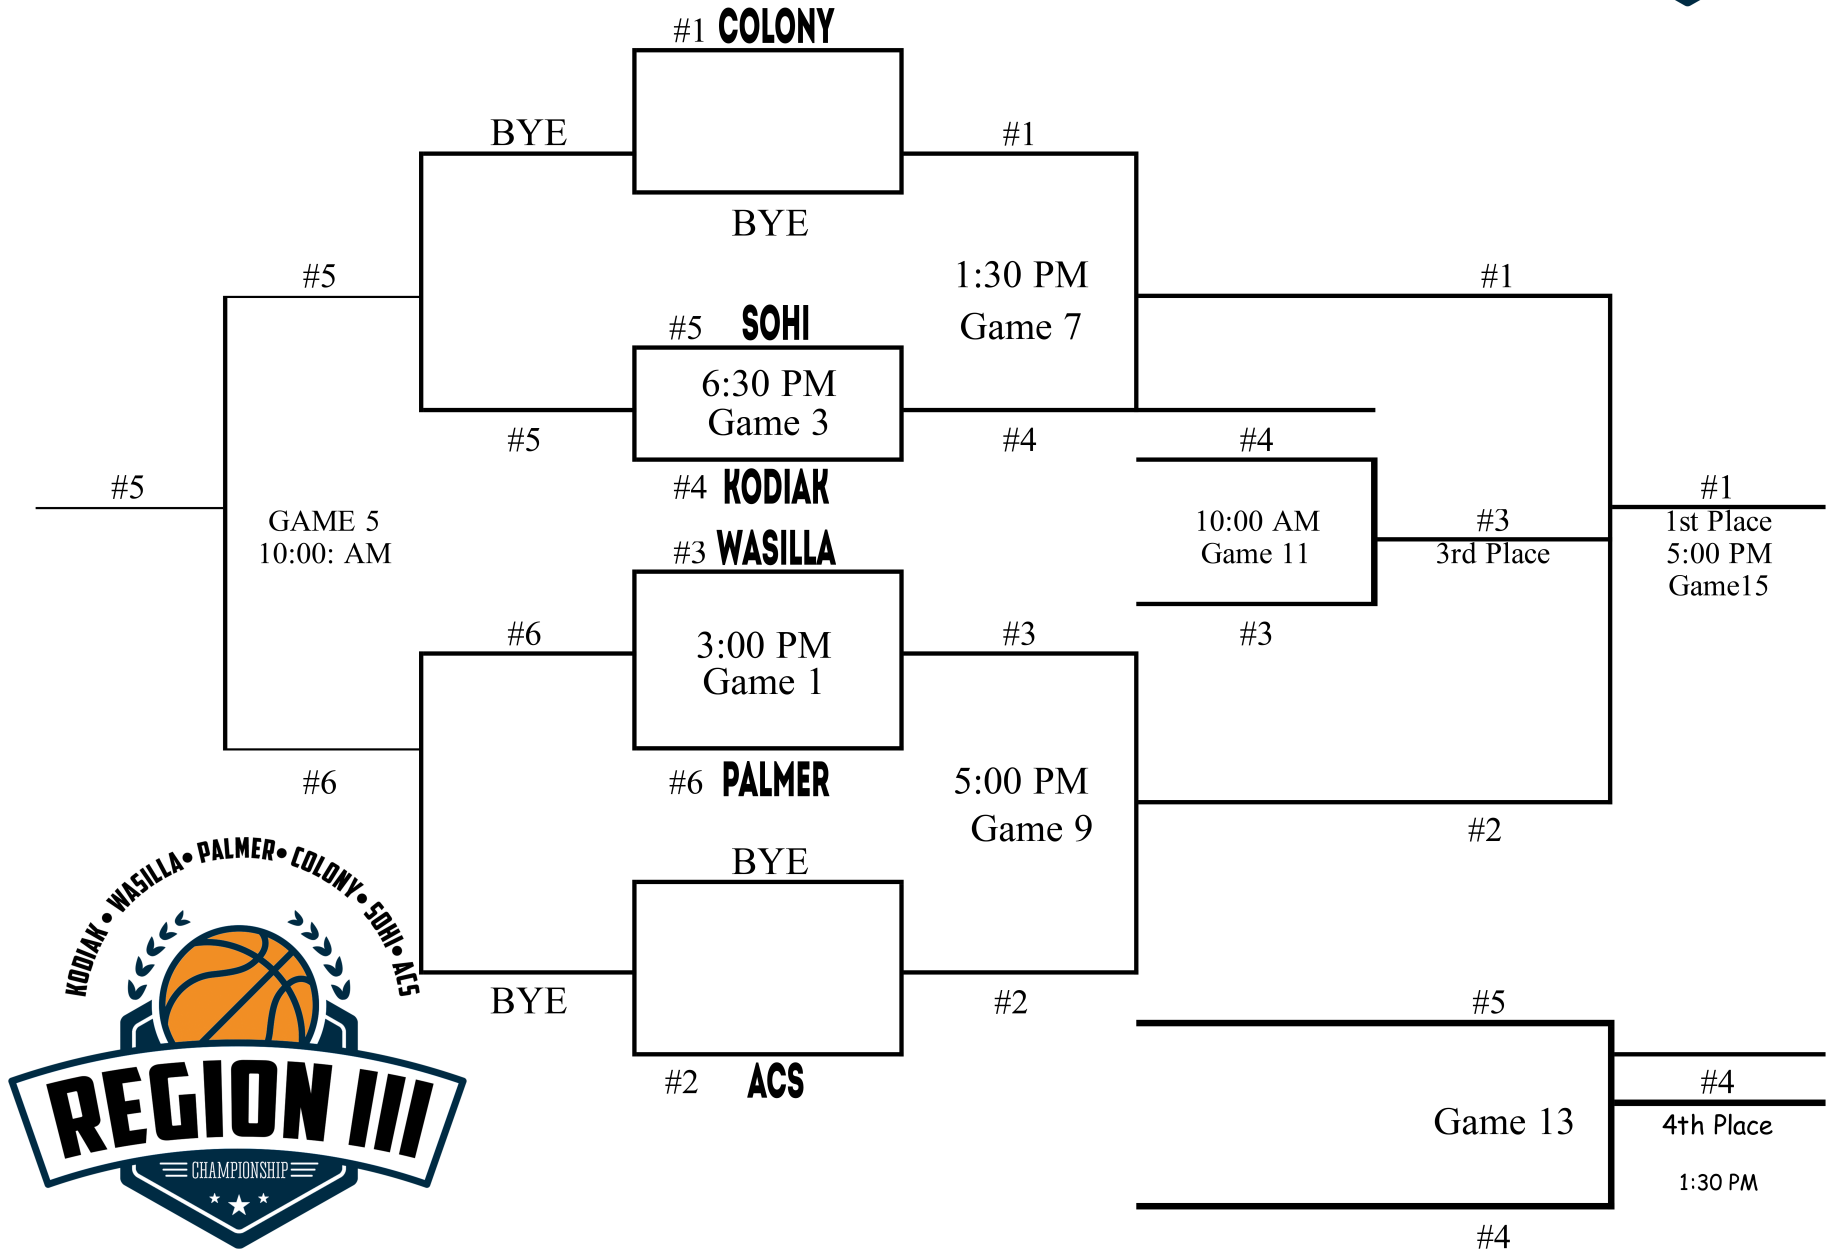 #1 COLONY
BYE
#1
BYE
#5
1:30 PM
Game 7
#1
#5 SOHI
6:30 PM
Game 3
#5
#4
#4
#4 KODIAK
#5
GAME 5
10:00: AM
10:00 AM
Game 11
#3
3rd Place
#1
1st Place
5:00 PM
Game15
#3 WASILLA
#6
3:00 PM
Game 1
#3
#3
#6
#6 PALMER
5:00 PM
Game 9
#2
BYE
BYE
#2
#2 ACS
#5
#4
Game 13
4th Place
1:30 PM
#4
KODIAK • WASILLA • PALMER • COLONY • SOHI • ACS
REGION III
CHAMPIONSHIP